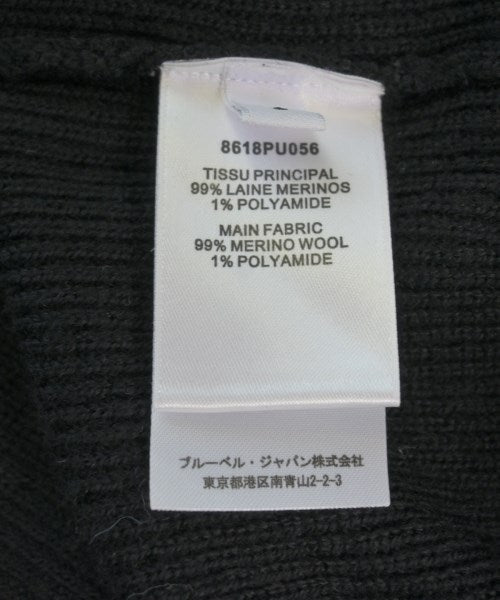 8618PU056
TISSU PRINCIPAL
99% LAINE MERINOS
1% POLYAMIDE
MAIN FABRIC
99% MERINO WOOL
1% POLYAMIDE
ブルーベル・ジャパン株式会社
東京都港区南青山2-2-3